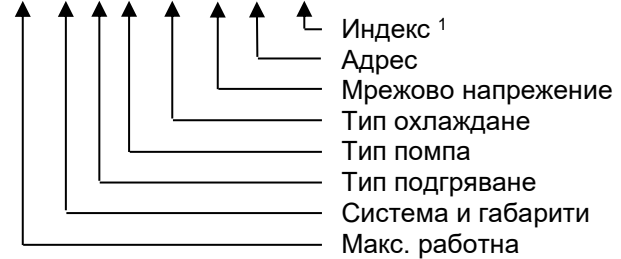 Индекс ¹
Адрес
Мрежово напрежение
Тип охлаждане
Тип помпа
Тип подгряване
Система и габарити
Макс. работна